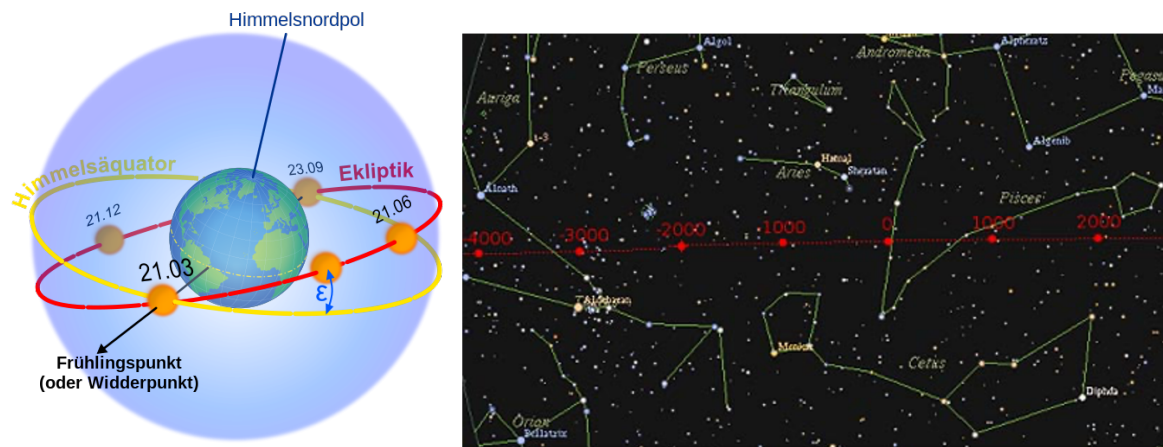 Himmelsnordpol
Himmelsäquator
23.09
Ekliptik
21.12
21.06
21.03
ε
Frühlingspunkt
(oder Widderpunkt)
Algol
Andromeda
Alpheratz
Perseus
Pegasu
Auriga
Triangulum
ι-3
Algenib
Hamal
Sheratan
Aries
Alnath
Pisces
-4000
-3000
-2000
-1000
0
1000
2000
Aldebaran
Menkar
Cetus
Diphda
Orion
Bellatrix